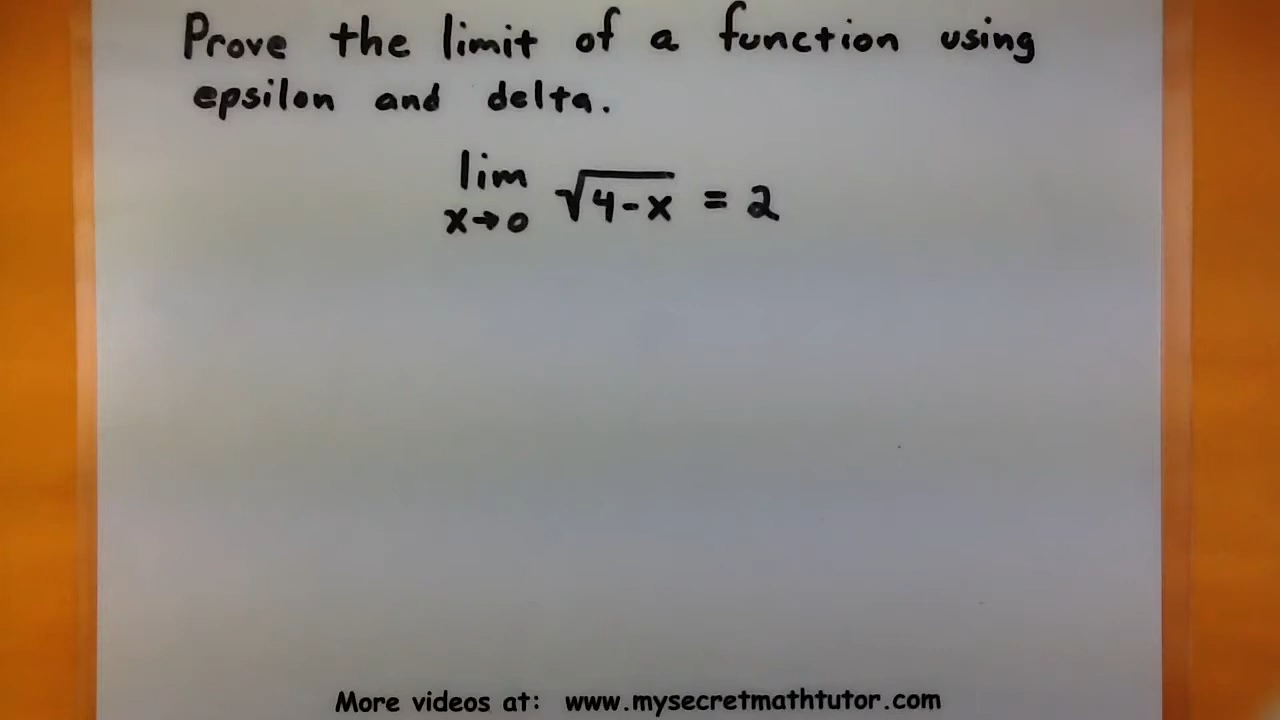 Prove the limit of a function using
epsilon and delta.
lim √4-x = 2
x→0
More videos at: www.mysecretmathtutor.com